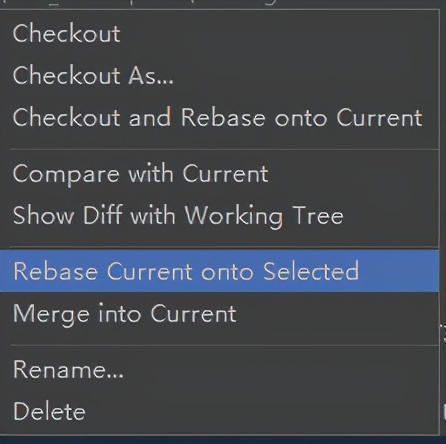 Checkout
Checkout As...
Checkout and Rebase onto Current
Compare with Current
Show Diff with Working Tree
Rebase Current onto Selected
Merge into Current
Rename...
Delete